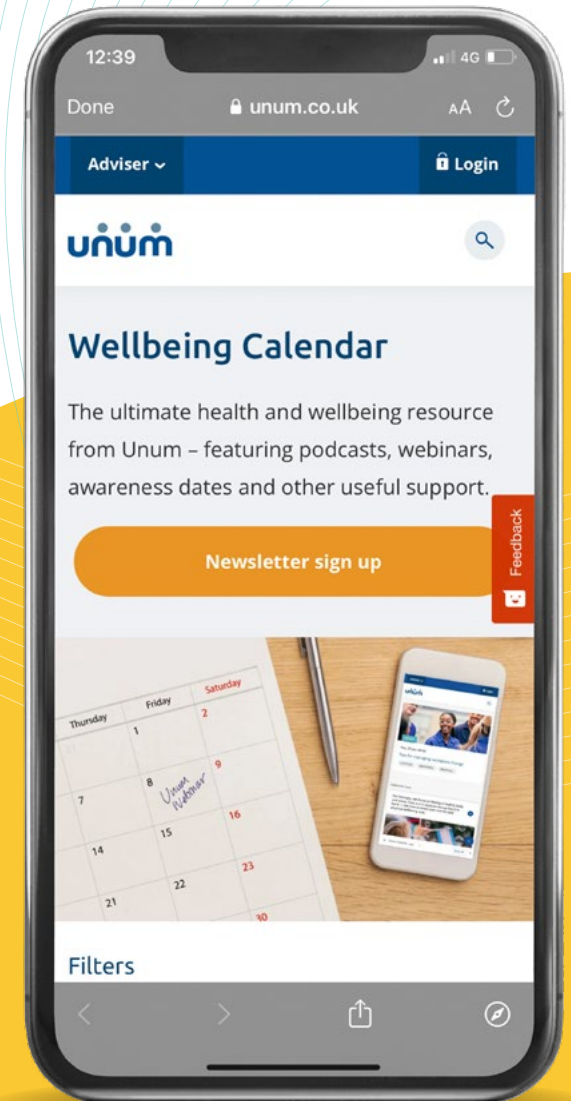 12:39
4G
Done
unum.co.uk
AA
Adviser
Login
unum
Wellbeing Calendar
The ultimate health and wellbeing resource
from Unum – featuring podcasts, webinars,
awareness dates and other useful support.
Feedback
Newsletter sign up
Thursday Friday Saturday
1 2
7 8 9
Unum
Webinar
14 15 16
21 22 23
30
unum
Filters